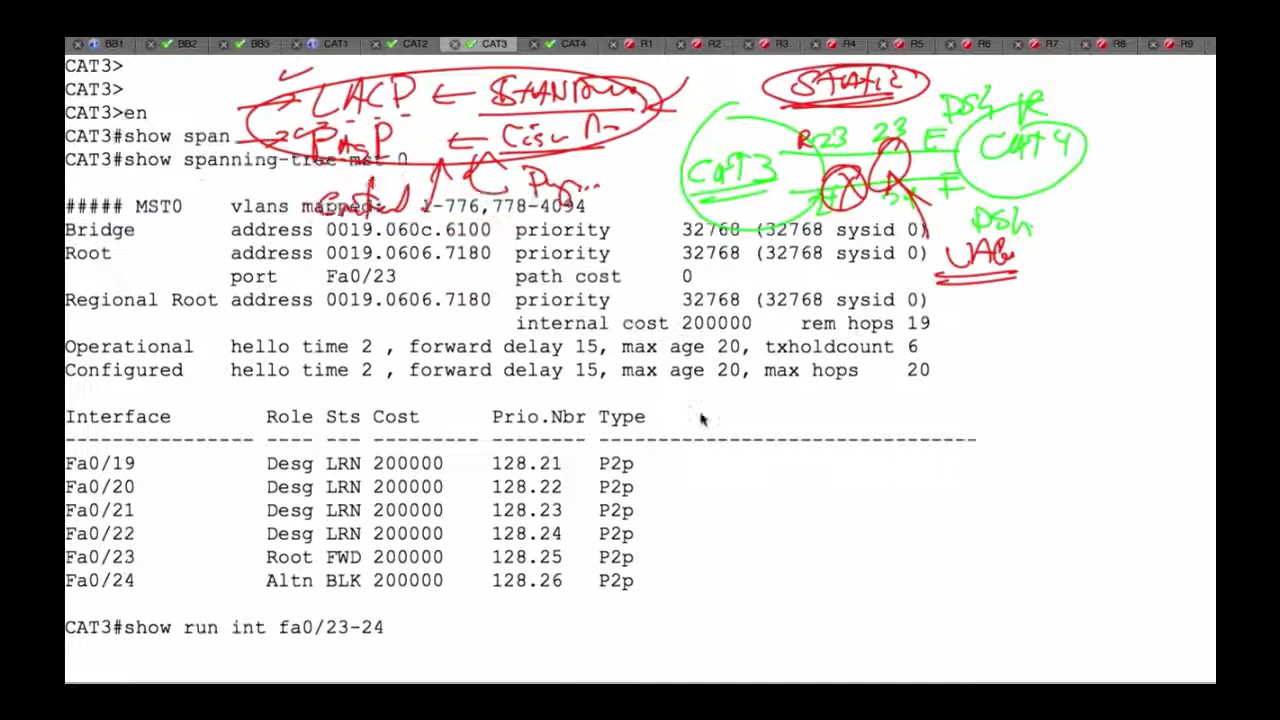 BB1 BB2 BB3 CAT1 CAT2 CAT3 CAT4 R1 R2 R3 R4 R5 R6 R7 R8 R9
CAT3>
CAT3>
CAT3>en
CAT3#show span
CAT3#show spanning-tree mst 0
LACP ← STANDARD
PAgP ← Cisco
STATIC
CAT3
R 23 23 E
24 24 F
Dsh
CAT4
Dsh
LAG
##### MST0 vlans mapped: 1-776,778-4094
Bridge address 0019.060c.6100 priority 32768 (32768 sysid 0)
Root address 0019.0606.7180 priority 32768 (32768 sysid 0)
port Fa0/23 path cost 0
Regional Root address 0019.0606.7180 priority 32768 (32768 sysid 0)
internal cost 200000 rem hops 19
Operational hello time 2 , forward delay 15, max age 20, txholdcount 6
Configured hello time 2 , forward delay 15, max age 20, max hops 20
Interface Role Sts Cost Prio.Nbr Type
---------------- ---- --- --------- -------- --------------------------------
Fa0/19 Desg LRN 200000 128.21 P2p
Fa0/20 Desg LRN 200000 128.22 P2p
Fa0/21 Desg LRN 200000 128.23 P2p
Fa0/22 Desg LRN 200000 128.24 P2p
Fa0/23 Root FWD 200000 128.25 P2p
Fa0/24 Altn BLK 200000 128.26 P2p
CAT3#show run int fa0/23-24